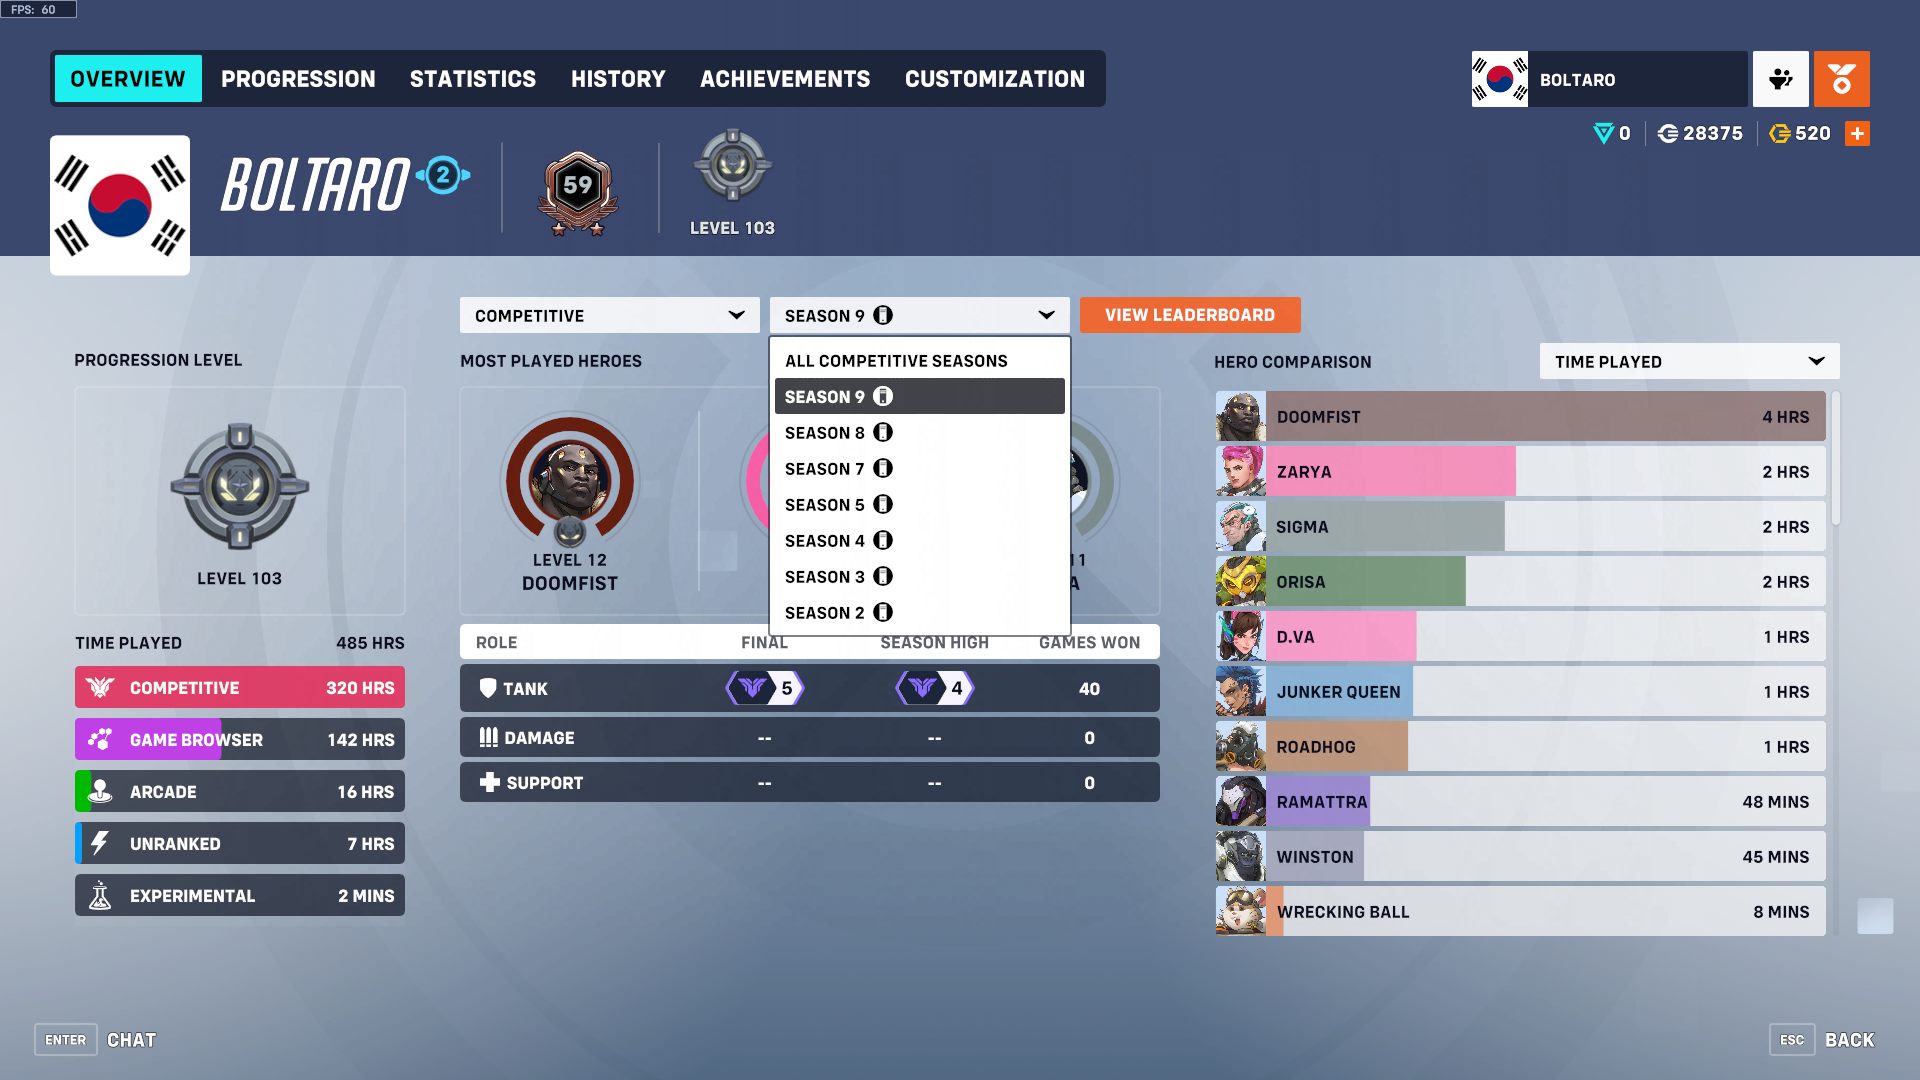 FPS: 60
OVERVIEW PROGRESSION STATISTICS HISTORY ACHIEVEMENTS CUSTOMIZATION
BOLTARO
0 28375 520 +
BOLTARO 2
59
LEVEL 103
COMPETITIVE
SEASON 9
VIEW LEADERBOARD
PROGRESSION LEVEL
LEVEL 103
TIME PLAYED 485 HRS
COMPETITIVE 320 HRS
GAME BROWSER 142 HRS
ARCADE 16 HRS
UNRANKED 7 HRS
EXPERIMENTAL 2 MINS
MOST PLAYED HEROES
LEVEL 12
DOOMFIST
ALL COMPETITIVE SEASONS
SEASON 9
SEASON 8
SEASON 7
SEASON 5
SEASON 4
SEASON 3
SEASON 2
11
A
ROLE FINAL SEASON HIGH GAMES WON
TANK 5 4 40
DAMAGE -- -- 0
SUPPORT -- -- 0
HERO COMPARISON
TIME PLAYED
DOOMFIST 4 HRS
ZARYA 2 HRS
SIGMA 2 HRS
ORISA 2 HRS
D.VA 1 HRS
JUNKER QUEEN 1 HRS
ROADHOG 1 HRS
RAMATTRA 48 MINS
WINSTON 45 MINS
WRECKING BALL 8 MINS
ENTER CHAT
ESC BACK